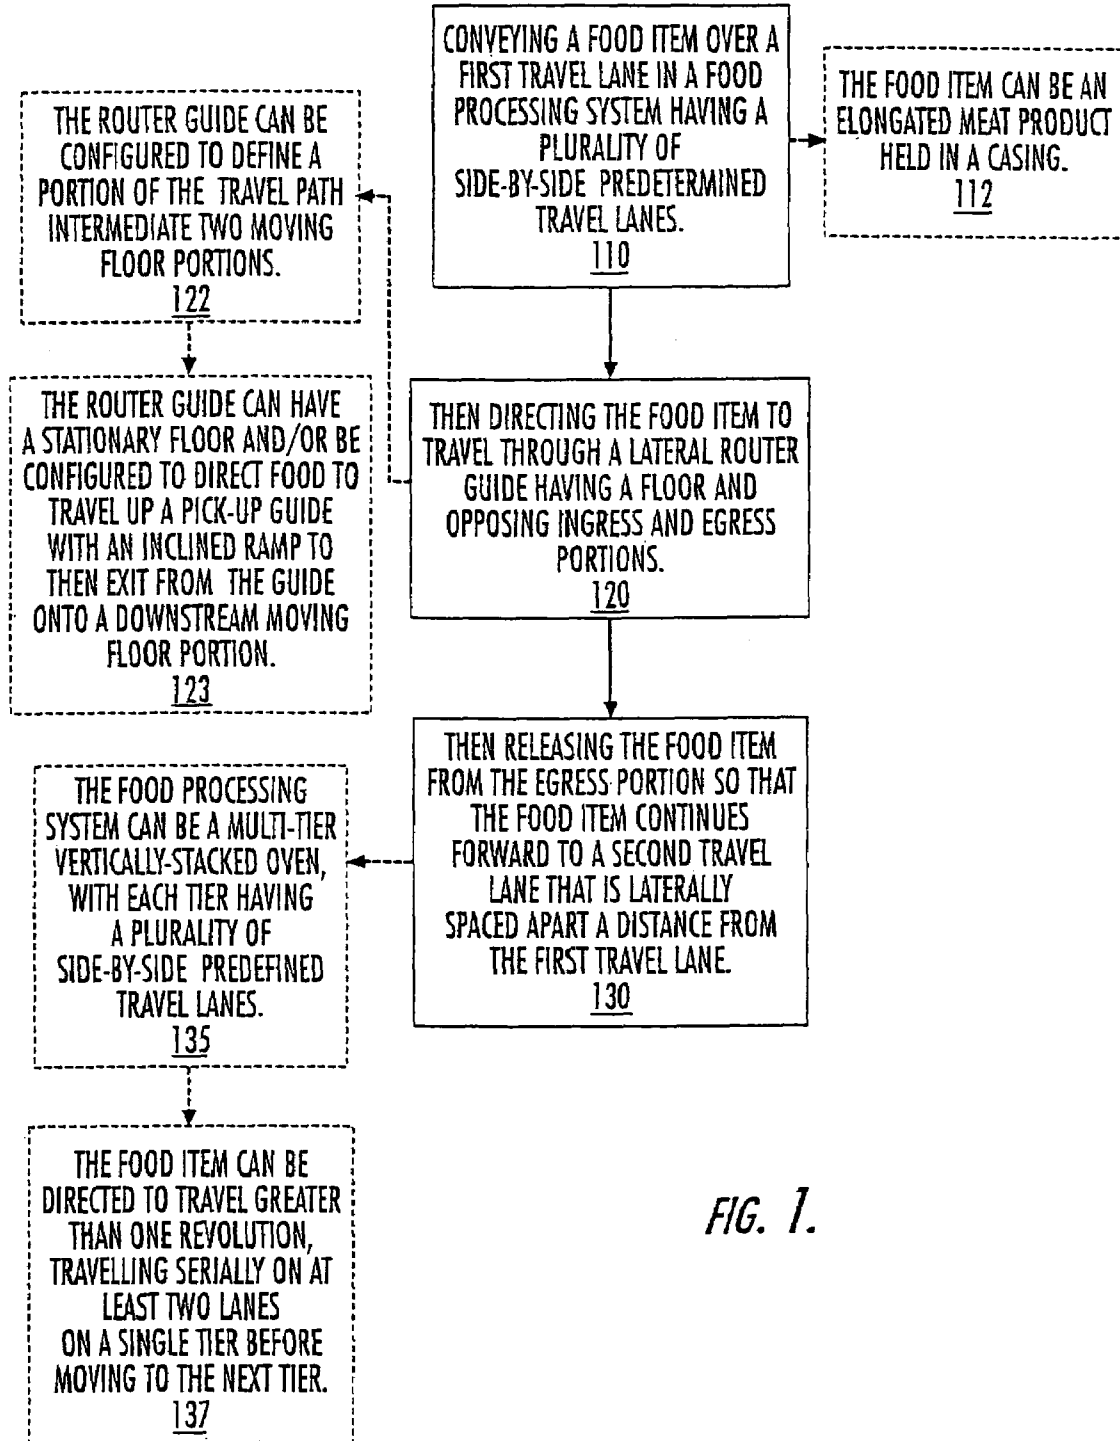 CONVEYING A FOOD ITEM OVER A
FIRST TRAVEL LANE IN A FOOD
PROCESSING SYSTEM HAVING A
PLURALITY OF
SIDE-BY-SIDE PREDETERMINED
TRAVEL LANES.
110
THE FOOD ITEM CAN BE AN
ELONGATED MEAT PRODUCT
HELD IN A CASING.
112
THE ROUTER GUIDE CAN BE
CONFIGURED TO DEFINE A
PORTION OF THE TRAVEL PATH
INTERMEDIATE TWO MOVING
FLOOR PORTIONS.
122
THE ROUTER GUIDE CAN HAVE
A STATIONARY FLOOR AND/OR BE
CONFIGURED TO DIRECT FOOD TO
TRAVEL UP A PICK-UP GUIDE
WITH AN INCLINED RAMP TO
THEN EXIT FROM THE GUIDE
ONTO A DOWNSTREAM MOVING
FLOOR PORTION.
123
THEN DIRECTING THE FOOD ITEM TO
TRAVEL THROUGH A LATERAL ROUTER
GUIDE HAVING A FLOOR AND
OPPOSING INGRESS AND EGRESS
PORTIONS.
120
THEN RELEASING THE FOOD ITEM
FROM THE EGRESS PORTION SO THAT
THE FOOD ITEM CONTINUES
FORWARD TO A SECOND TRAVEL
LANE THAT IS LATERALLY
SPACED APART A DISTANCE FROM
THE FIRST TRAVEL LANE.
130
THE FOOD PROCESSING
SYSTEM CAN BE A MULTI-TIER
VERTICALLY-STACKED OVEN,
WITH EACH TIER HAVING
A PLURALITY OF
SIDE-BY-SIDE PREDEFINED
TRAVEL LANES.
135
THE FOOD ITEM CAN BE
DIRECTED TO TRAVEL GREATER
THAN ONE REVOLUTION,
TRAVELLING SERIALLY ON AT
LEAST TWO LANES
ON A SINGLE TIER BEFORE
MOVING TO THE NEXT TIER.
137
FIG. 1.